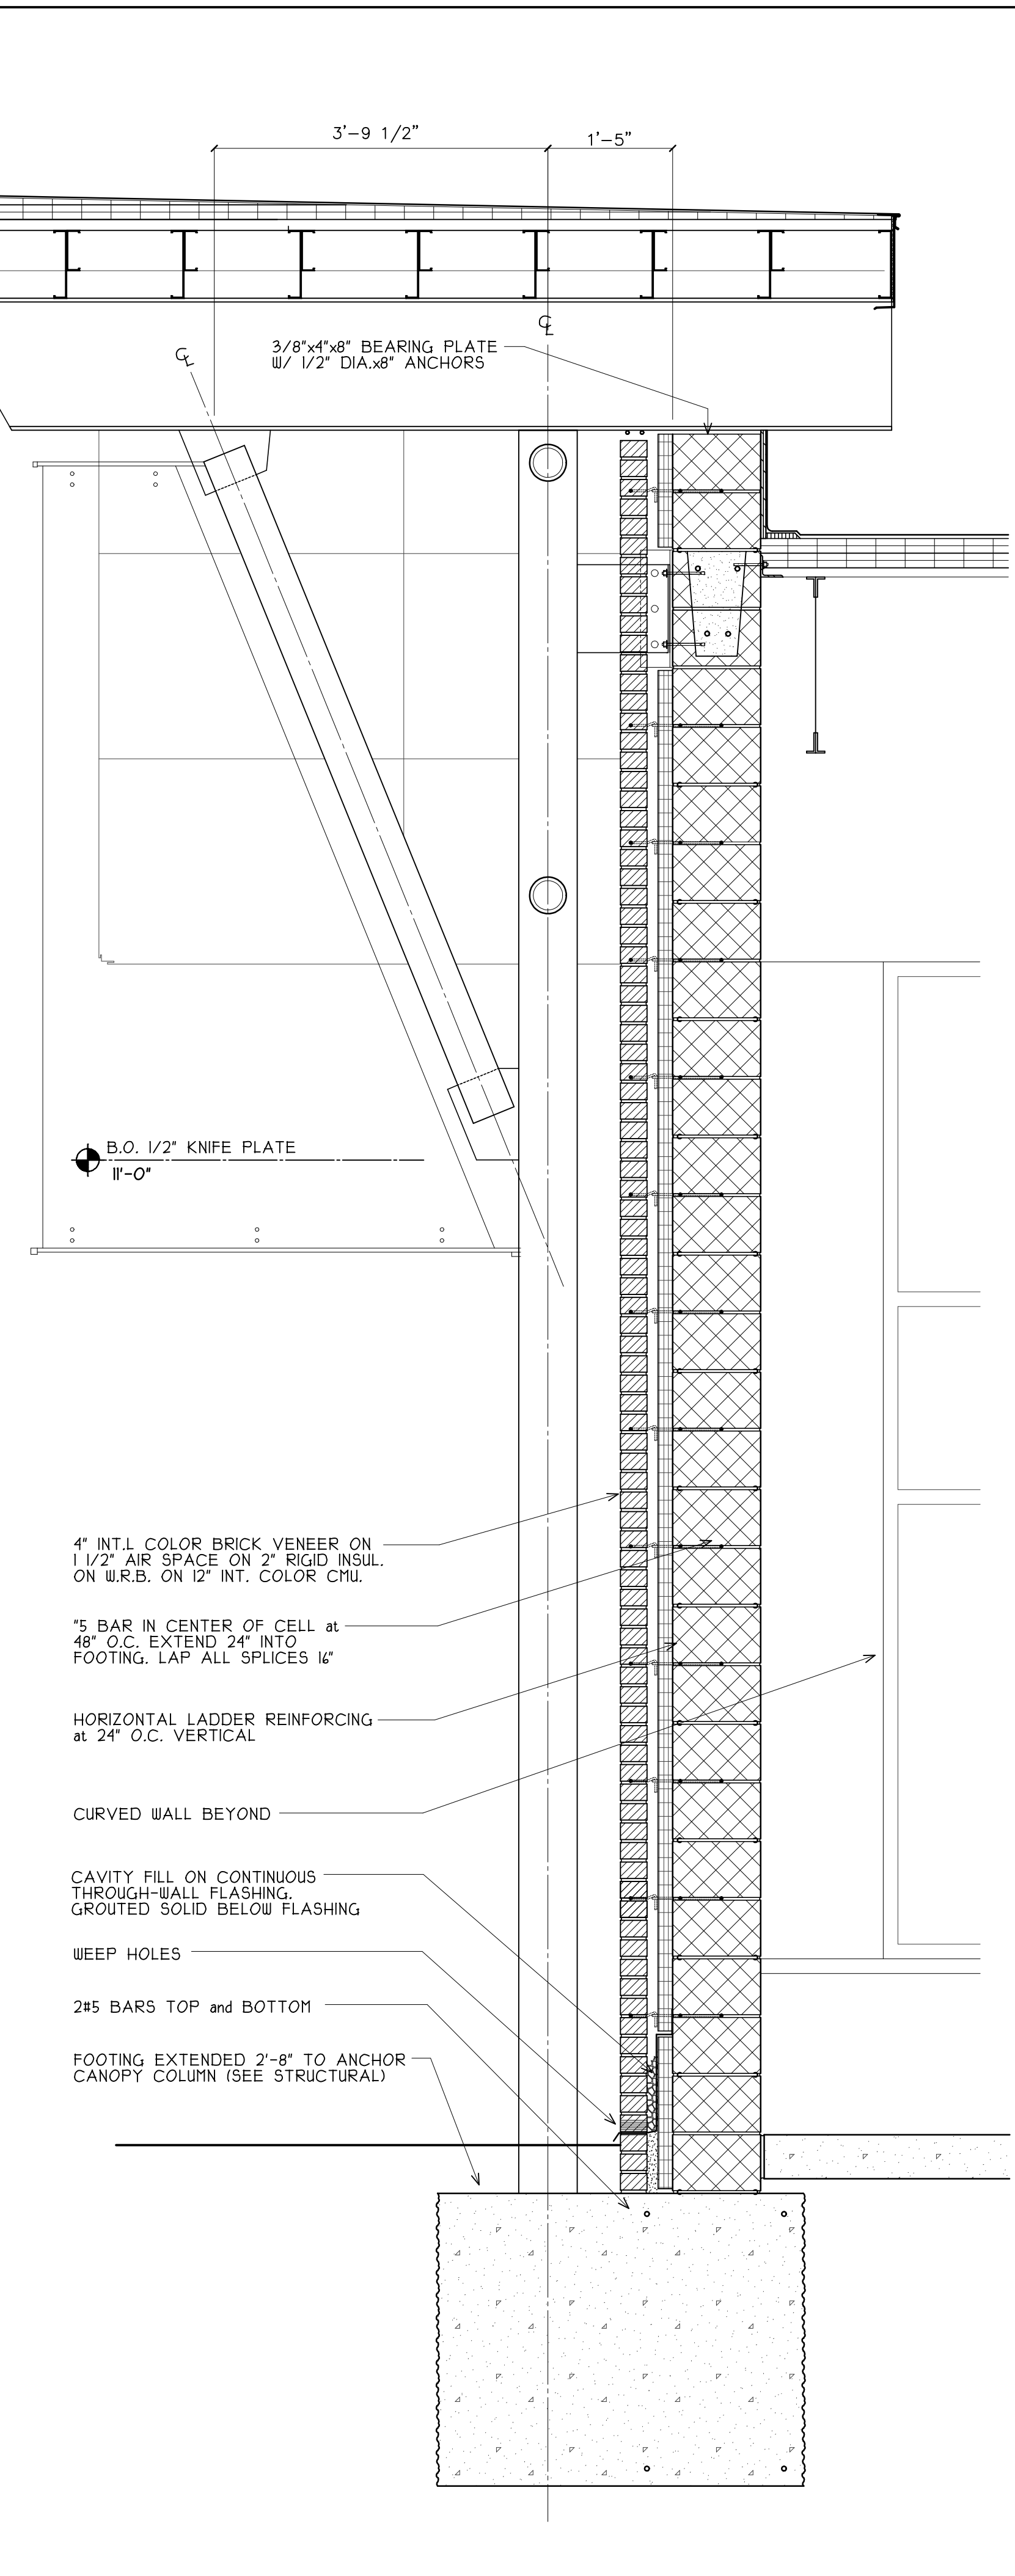 3'-9 1/2"
1'-5"
℄
℄
3/8"x4"x8" BEARING PLATE
W/ 1/2" DIA.x8" ANCHORS
B.O. 1/2" KNIFE PLATE
11'-0"
4" INT.L COLOR BRICK VENEER ON
1 1/2" AIR SPACE ON 2" RIGID INSUL.
ON W.R.B. ON 12" INT. COLOR CMU.
"5 BAR IN CENTER OF CELL at
48" O.C. EXTEND 24" INTO
FOOTING. LAP ALL SPLICES 16"
HORIZONTAL LADDER REINFORCING
at 24" O.C. VERTICAL
CURVED WALL BEYOND
CAVITY FILL ON CONTINUOUS
THROUGH-WALL FLASHING.
GROUTED SOLID BELOW FLASHING
WEEP HOLES
2#5 BARS TOP and BOTTOM
FOOTING EXTENDED 2'-8" TO ANCHOR
CANOPY COLUMN (SEE STRUCTURAL)